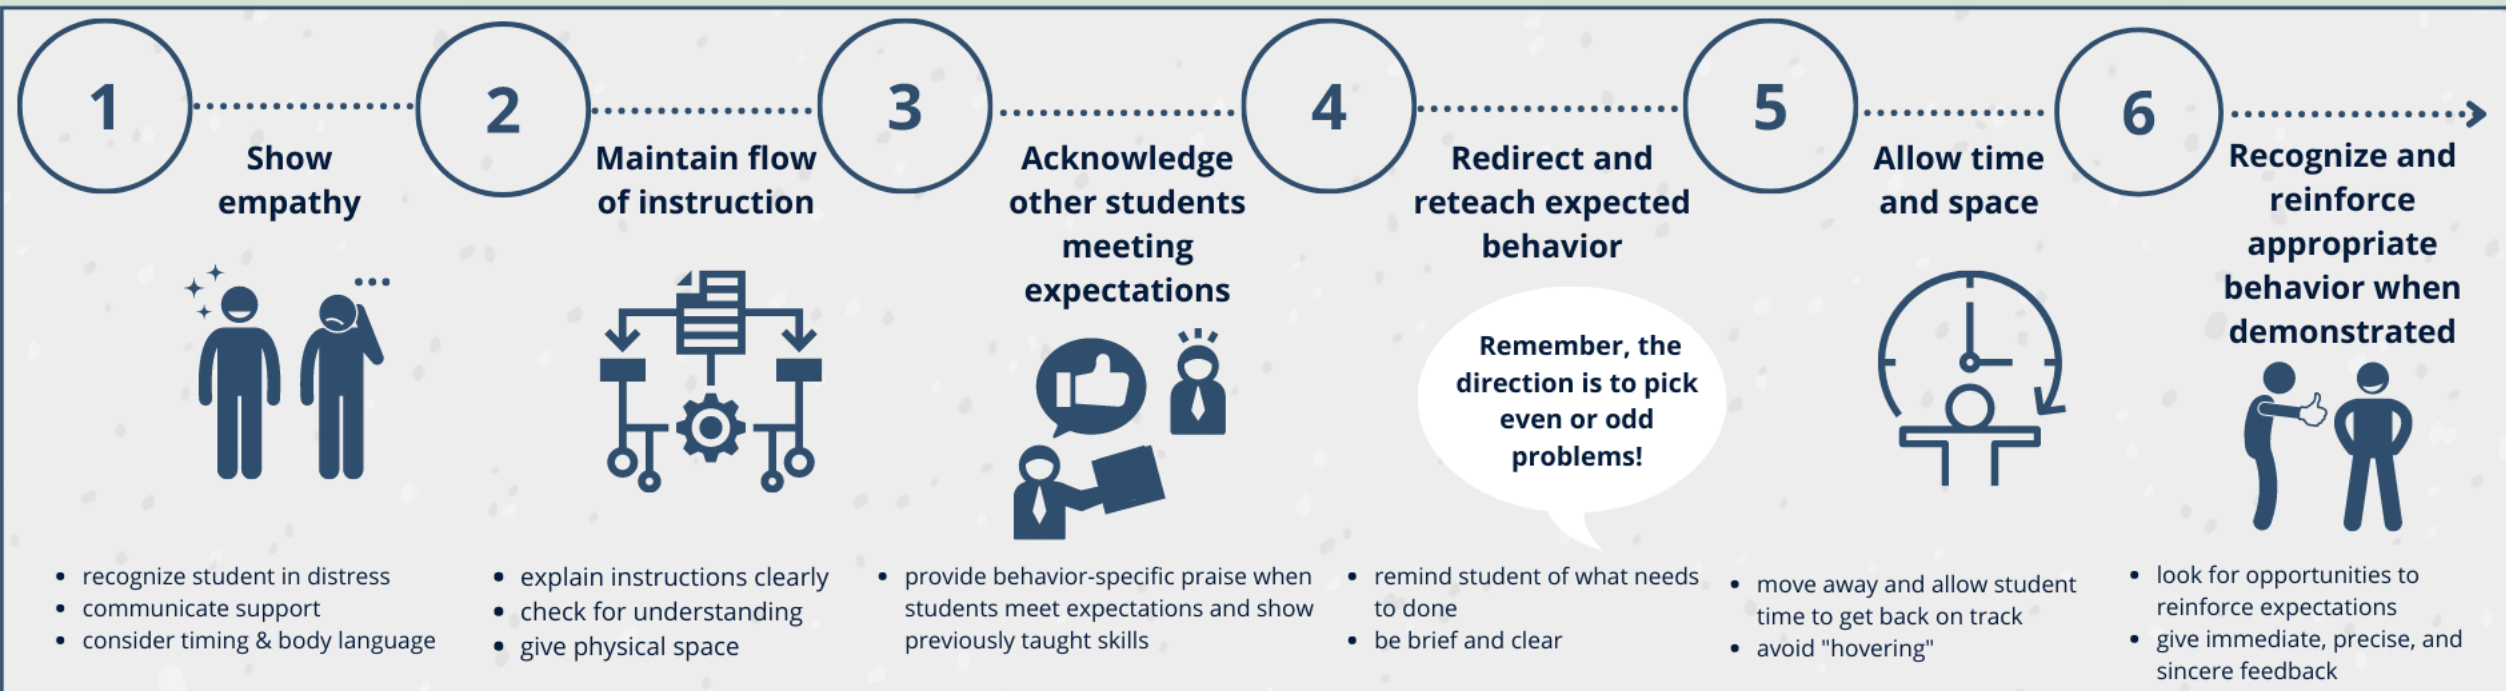 1
Show
empathy
• recognize student in distress
• communicate support
• consider timing & body language
2
Maintain flow
of instruction
• explain instructions clearly
• check for understanding
• give physical space
3
Acknowledge
other students
meeting
expectations
• provide behavior-specific praise when
students meet expectations and show
previously taught skills
4
Redirect and
reteach expected
behavior
Remember, the
direction is to pick
even or odd
problems!
• remind student of what needs
to done
• be brief and clear
5
Allow time
and space
• move away and allow student
time to get back on track
• avoid "hovering"
6
Recognize and
reinforce
appropriate
behavior when
demonstrated
• look for opportunities to
reinforce expectations
• give immediate, precise, and
sincere feedback